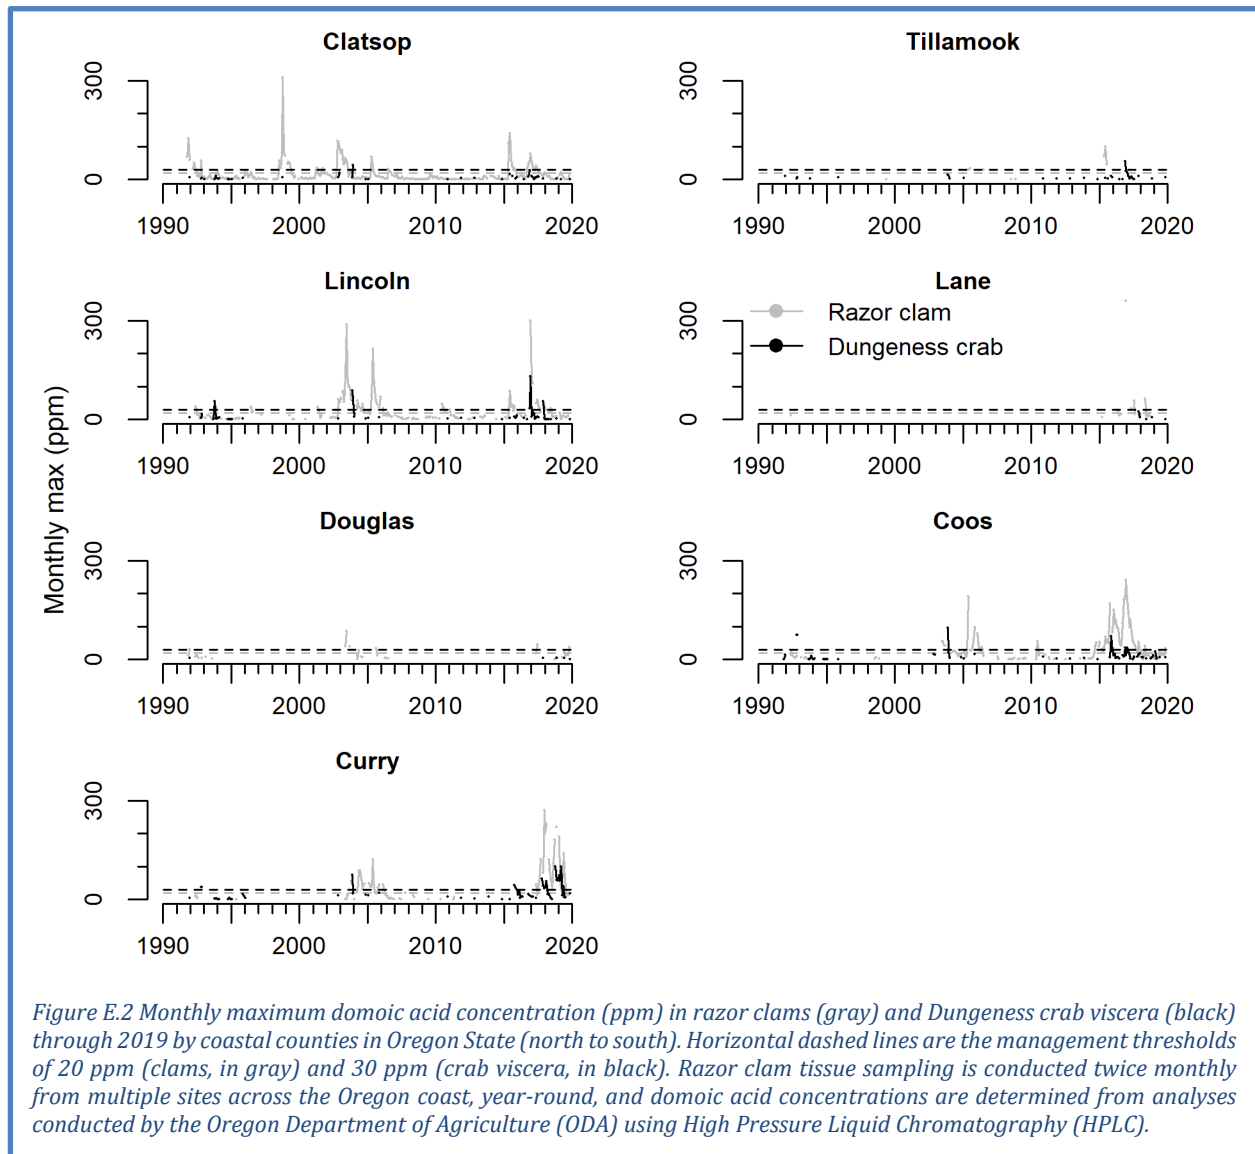 Clatsop
Tillamook
300
0
1990 2000 2010 2020
300
0
1990 2000 2010 2020
Lincoln
Lane
300
0
1990 2000 2010 2020
300
0
Razor clam
Dungeness crab
1990 2000 2010 2020
Monthly max (ppm)
Douglas
Coos
300
0
1990 2000 2010 2020
300
0
1990 2000 2010 2020
Curry
300
0
1990 2000 2010 2020
Figure E.2 Monthly maximum domoic acid concentration (ppm) in razor clams (gray) and Dungeness crab viscera (black)
through 2019 by coastal counties in Oregon State (north to south). Horizontal dashed lines are the management thresholds
of 20 ppm (clams, in gray) and 30 ppm (crab viscera, in black). Razor clam tissue sampling is conducted twice monthly
from multiple sites across the Oregon coast, year-round, and domoic acid concentrations are determined from analyses
conducted by the Oregon Department of Agriculture (ODA) using High Pressure Liquid Chromatography (HPLC).